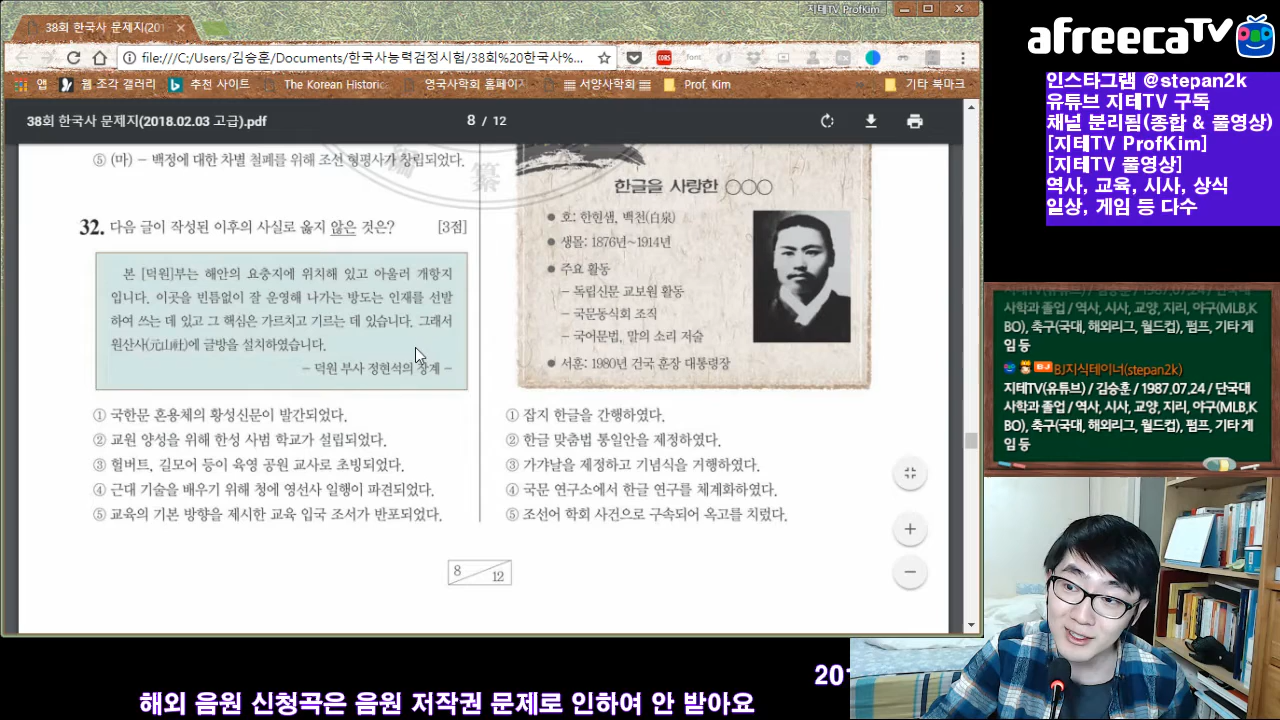 지테TV_ProfKim
38회 한국사 문제지(201
file:///C:/Users/김승훈/Documents/한국사능력검정시험/38회%20한국사%...
앱
웹 조각 갤러리
추천 사이트
The Korean Historic
영국사학회 홈페이지
서양사학회
Prof. Kim
기타 북마크
38회 한국사 문제지(2018.02.03 고급).pdf
8 / 12
⑤ (마) - 백정에 대한 차별 철폐를 위해 조선 형평사가 창립되었다.
32. 다음 글이 작성된 이후의 사실로 옳지 않은 것은? [3점]
본 [덕원]부는 해안의 요충지에 위치해 있고 아울러 개항지
입니다. 이곳을 빈틈없이 잘 운영해 나가는 방도는 인재를 선발
하여 쓰는 데 있고 그 핵심은 가르치고 기르는 데 있습니다. 그래서
원산사(元山社)에 글방을 설치하였습니다.
- 덕원 부사 정현석의 장계 -
① 국한문 혼용체의 황성신문이 발간되었다.
② 교원 양성을 위해 한성 사범 학교가 설립되었다.
③ 헐버트, 길모어 등이 육영 공원 교사로 초빙되었다.
④ 근대 기술을 배우기 위해 청에 영선사 일행이 파견되었다.
⑤ 교육의 기본 방향을 제시한 교육 입국 조서가 반포되었다.
한글을 사랑한 ○○○
● 호: 한힌샘, 백천(白泉)
● 생몰: 1876년~1914년
● 주요 활동
- 독립신문 교보원 활동
- 국문동식회 조직
- 국어문법, 말의 소리 저술
● 서훈: 1980년 건국 훈장 대통령장
① 잡지 한글을 간행하였다.
② 한글 맞춤법 통일안을 제정하였다.
③ 가갸날을 제정하고 기념식을 거행하였다.
④ 국문 연구소에서 한글 연구를 체계화하였다.
⑤ 조선어 학회 사건으로 구속되어 옥고를 치렀다.
8
12
afreecaTV
인스타그램 @stepan2k
유튜브 지테TV 구독
채널 분리됨(종합 & 풀영상)
[지테TV ProfKim]
[지테TV 풀영상]
역사, 교육, 시사, 상식
일상, 게임 등 다수
지테TV(유튜브) / 김승훈 / 1987.07.24 / 단국대
사학과 졸업 / 역사, 시사, 교양, 지리, 야구(MLB,K
BO), 축구(국대, 해외리그, 월드컵), 펌프, 기타 게
임 등
BJ지식테이너(stepan2k)
지테TV(유튜브) / 김승훈 / 1987.07.24 / 단국대
사학과 졸업 / 역사, 시사, 교양, 지리, 야구(MLB,K
BO), 축구(국대, 해외리그, 월드컵), 펌프, 기타 게
임 등
201
해외 음원 신청곡은 음원 저작권 문제로 인하여 안 받아요